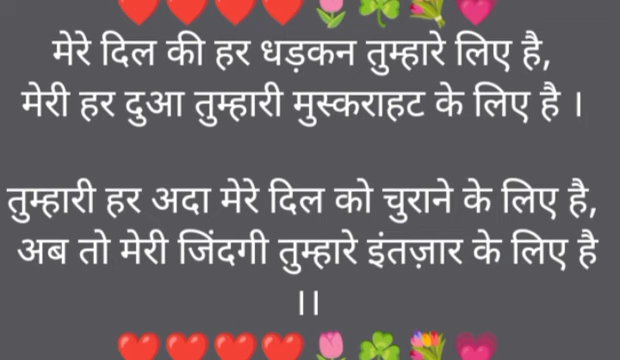 मेरे दिल की हर धड़कन तुम्हारे लिए है,
मेरी हर दुआ तुम्हारी मुस्कराहट के लिए है ।
तुम्हारी हर अदा मेरे दिल को चुराने के लिए है,
अब तो मेरी जिंदगी तुम्हारे इंतज़ार के लिए है
।।